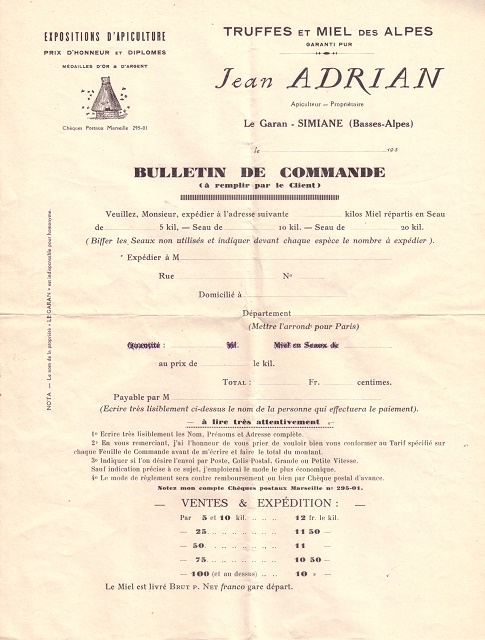 EXPOSITIONS D'APICULTURE
PRIX D'HONNEUR ET DIPLOMES
MÉDAILLES D'OR & D'ARGENT
Chèques Postaux Marseille 295-01
TRUFFES ET MIEL DES ALPES
GARANTI PUR
Jean ADRIAN
Apiculteur - Propriétaire
Le Garan - SIMIANE (Basses-Alpes)
le 193
BULLETIN DE COMMANDE
(à remplir par le Client)
Veuillez, Monsieur, expédier à l'adresse suivante kilos Miel répartis en Seau
de 5 kil. — Seau de 10 kil. — Seau de 20 kil.
(Biffer les Seaux non utilisés et indiquer devant chaque espèce le nombre à expédier).
Expédier à M
Rue N°
Domicilié à
Département
(Mettre l'arrond' pour Paris)
Quantité : kil. Miel en Seaux de
au prix de le kil.
TOTAL : Fr. centimes.
Payable par M
(Ecrire très lisiblement ci-dessus le nom de la personne qui effectuera le paiement).
— à lire très attentivement —
1° Ecrire très lisiblement les Nom, Prénoms et Adresse complète.
2° En vous remerciant, j'ai l'honneur de vous prier de vouloir bien vous conformer au Tarif spécifié sur
chaque Feuille de Commande avant de m'écrire et faire le total du montant.
3° Indiquer si l'on désire l'envoi par Poste, Colis Postal, Grande ou Petite Vitesse.
Sauf indication précise à ce sujet, j'emploierai le mode le plus économique.
4° Le mode de règlement sera contre remboursement ou bien par Chèque postal d'avance.
Notez mon compte Chèques postaux Marseille n° 295-01.
— VENTES & EXPÉDITION : —
Par 5 et 10 kil. .. .. .. 12 fr. le kil.
— 25 .. .. .. .. .. 11 50 —
— 50 .. .. .. .. .. 11 —
— 75 .. .. .. .. .. 10 50 —
— 100 (et au dessus) .. .. 10 » —
Le Miel est livré BRUT P. NET franco gare départ.
NOTA. — Le nom de la propriété « LE GARAN » est indispensable pour homonyme.